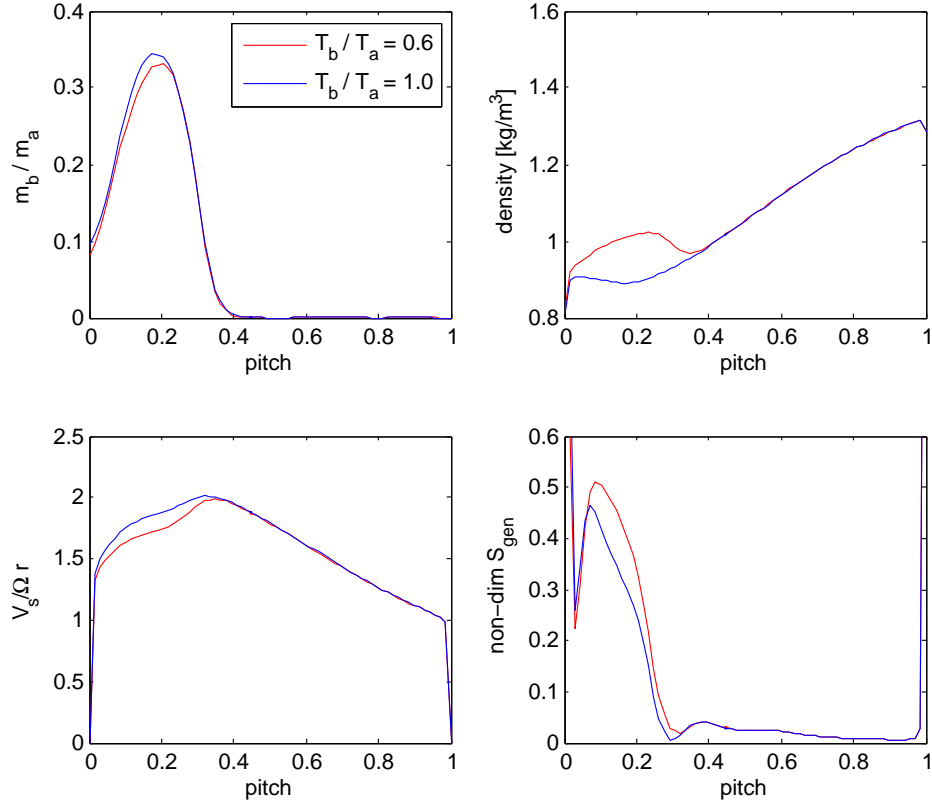 0.4
0.3
0.2
0.1
0
m_b / m_a
T_b / T_a = 0.6
T_b / T_a = 1.0
0 0.2 0.4 0.6 0.8 1
pitch
1.6
1.4
1.2
1
0.8
density [kg/m^3]
0 0.2 0.4 0.6 0.8 1
pitch
2.5
2
1.5
1
0.5
0
V_s/Ω r
0 0.2 0.4 0.6 0.8 1
pitch
0.6
0.5
0.4
0.3
0.2
0.1
0
non−dim S_gen
0 0.2 0.4 0.6 0.8 1
pitch